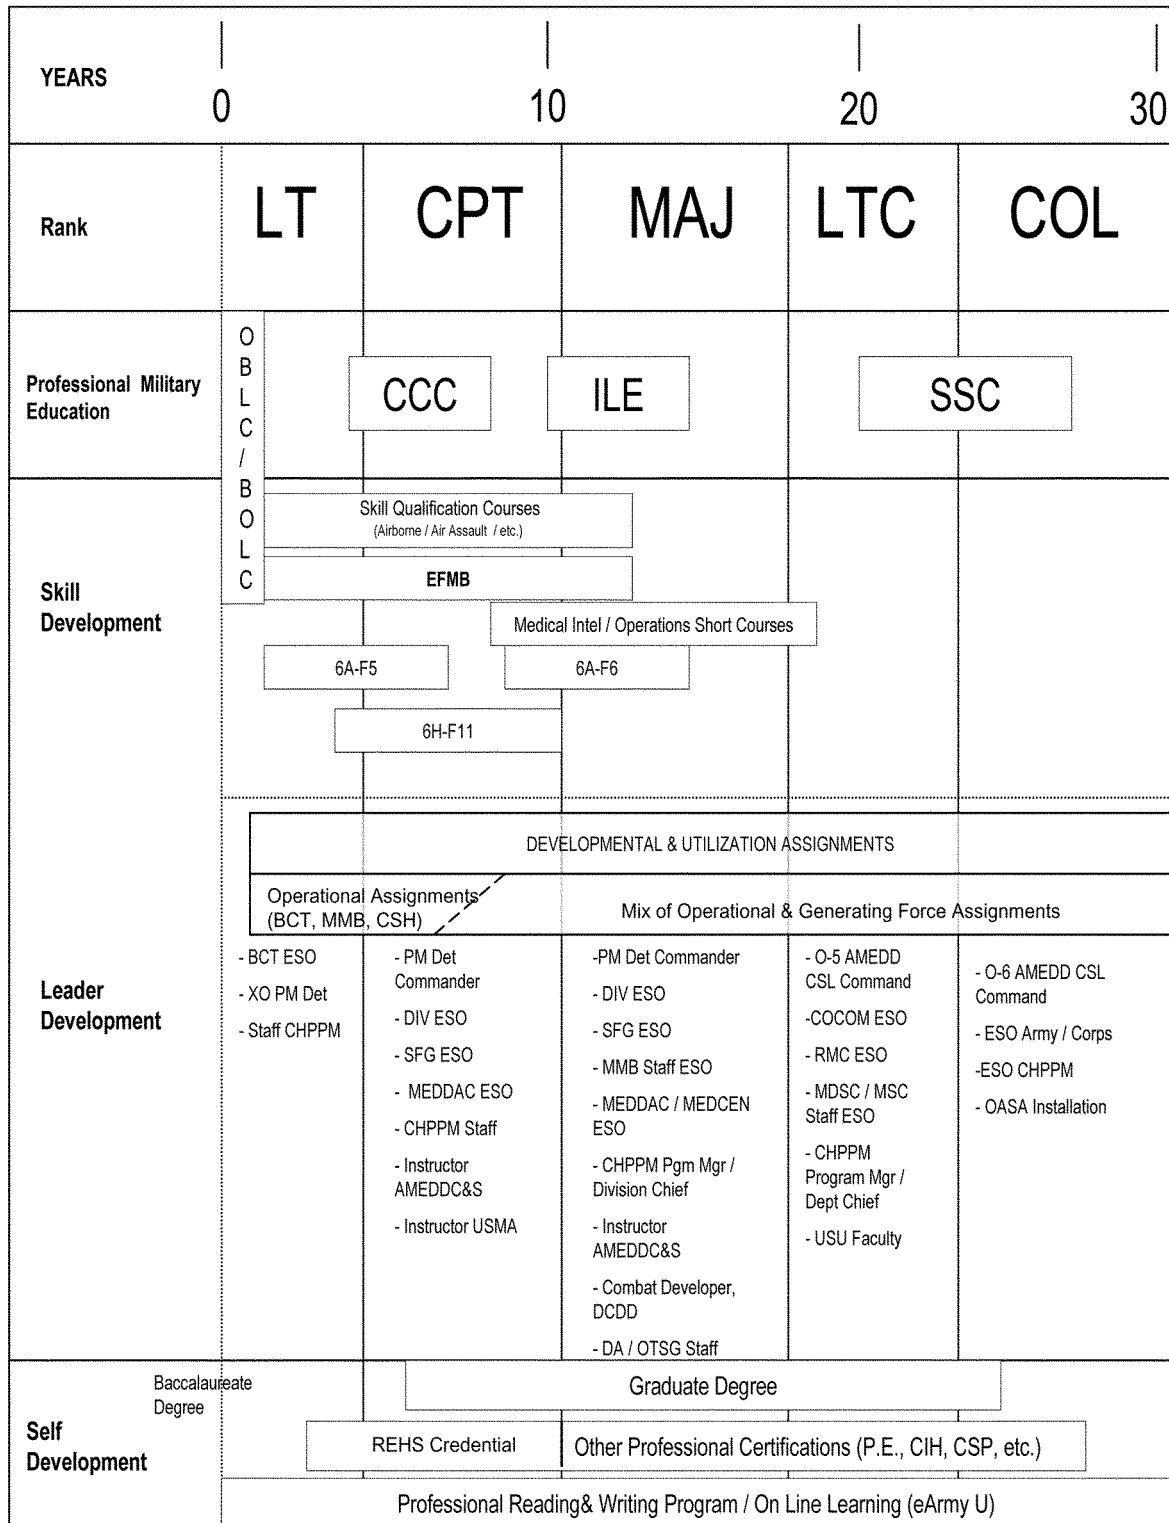 YEARS
0 10 20 30
Rank
LT CPT MAJ LTC COL
Professional Military
Education
O
B
L
C
/
B
O
L
C
CCC ILE SSC
Skill
Development
Skill Qualification Courses
(Airborne / Air Assault / etc.)
EFMB
Medical Intel / Operations Short Courses
6A-F5 6A-F6
6H-F11
Leader
Development
DEVELOPMENTAL & UTILIZATION ASSIGNMENTS
Operational Assignments
(BCT, MMB, CSH)
Mix of Operational & Generating Force Assignments
- BCT ESO
- XO PM Det
- Staff CHPPM
- PM Det
Commander
- DIV ESO
- SFG ESO
- MEDDAC ESO
- CHPPM Staff
- Instructor
AMEDDC&S
- Instructor USMA
-PM Det Commander
- DIV ESO
- SFG ESO
- MMB Staff ESO
- MEDDAC / MEDCEN
ESO
- CHPPM Pgm Mgr /
Division Chief
- Instructor
AMEDDC&S
- Combat Developer,
DCDD
- DA / OTSG Staff
- O-5 AMEDD
CSL Command
-COCOM ESO
- RMC ESO
- MDSC / MSC
Staff ESO
- CHPPM
Program Mgr /
Dept Chief
- USU Faculty
- O-6 AMEDD CSL
Command
- ESO Army / Corps
-ESO CHPPM
- OASA Installation
Self
Development
Baccalaureate
Degree
Graduate Degree
REHS Credential
Other Professional Certifications (P.E., CIH, CSP, etc.)
Professional Reading& Writing Program / On Line Learning (eArmy U)